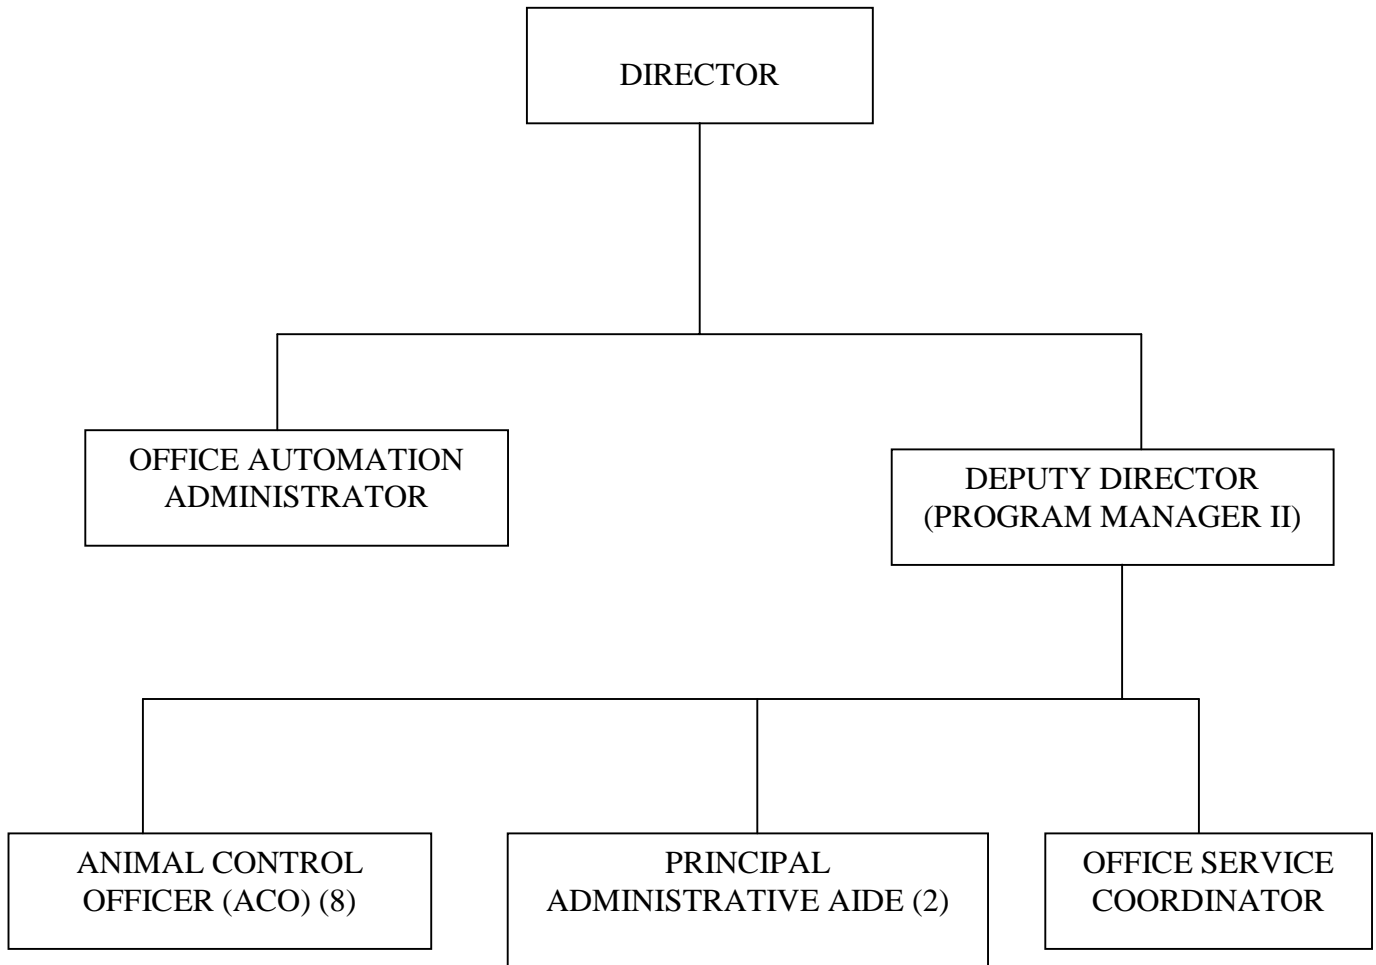 DIRECTOR
OFFICE AUTOMATION
ADMINISTRATOR
DEPUTY DIRECTOR
(PROGRAM MANAGER II)
ANIMAL CONTROL
OFFICER (ACO) (8)
PRINCIPAL
ADMINISTRATIVE AIDE (2)
OFFICE SERVICE
COORDINATOR